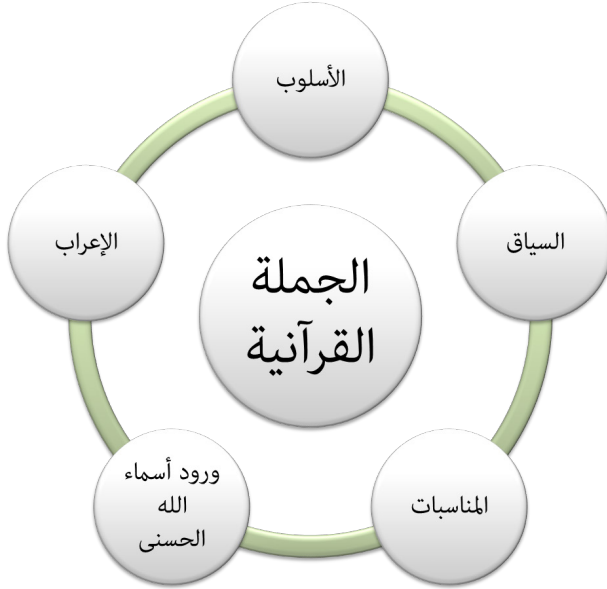 الأسلوب
السياق
المناسبات
ورود أسماء
الله
الحسنى
الإعراب
الجملة
القرآنية